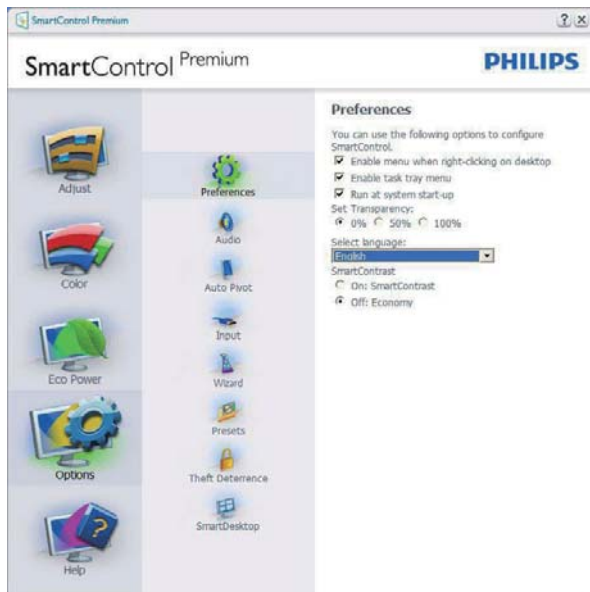 SmartControl Premium
SmartControl Premium
PHILIPS
Adjust
Color
Eco Power
Options
Help
Preferences
Audio
Auto Pivot
Input
Wizard
Presets
Theft Deterrence
SmartDesktop
Preferences
You can use the following options to configure
SmartControl.
Enable menu when right-clicking on desktop
Enable task tray menu
Run at system start-up
Set Transparency:
0% 50% 100%
Select language:
English
SmartContrast
On: SmartContrast
Off: Economy